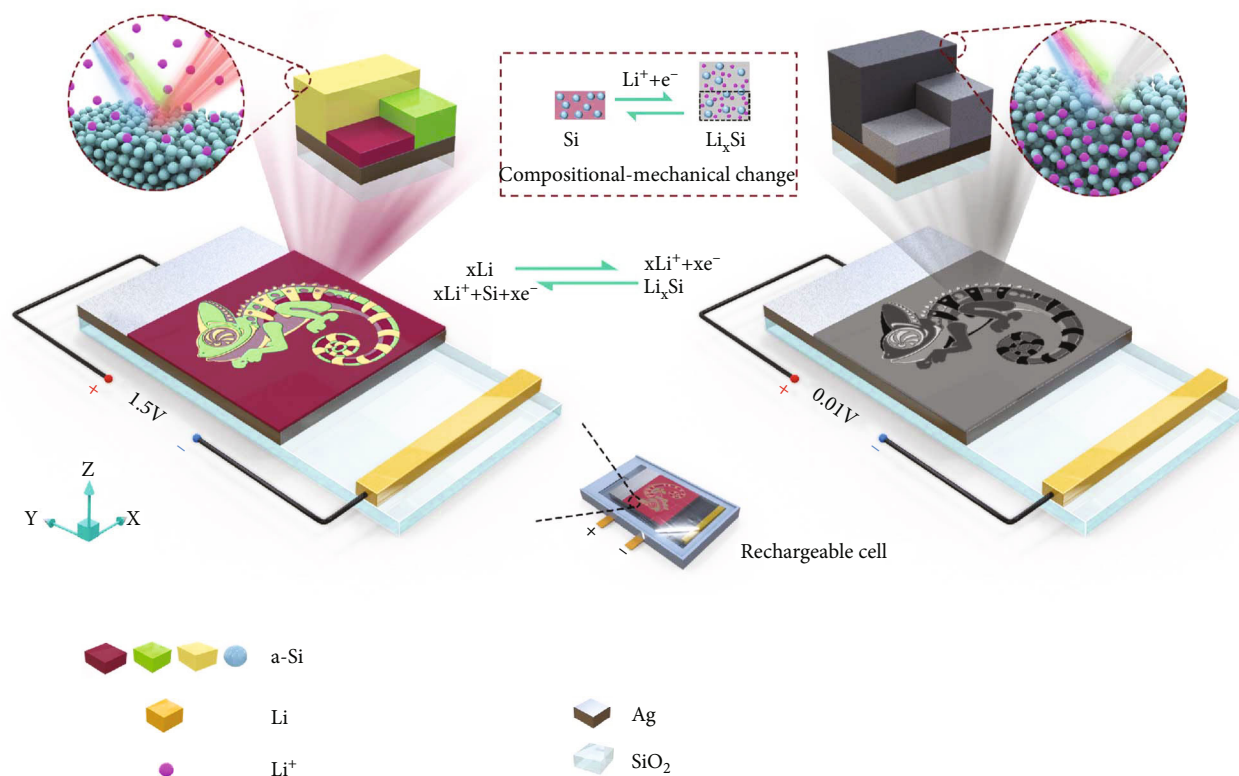 Li⁺+e⁻
Si
LiₓSi
Compositional-mechanical change
xLi
xLi⁺+xe⁻
xLi⁺+Si+xe⁻
LiₓSi
+
1.5V
−
+
0.01V
−
Z
Y
X
+
−
Rechargeable cell
a-Si
Li
Ag
Li⁺
SiO₂